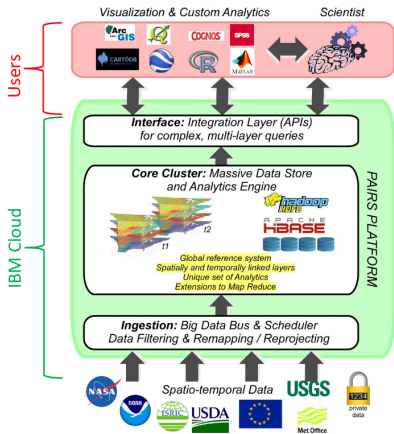 Visualization & Custom Analytics
Scientist
Arc
GIS
COGNOS
SPSS
CARTODB
R
MATLAB
Users
Interface: Integration Layer (APIs)
for complex, multi-layer queries
Core Cluster: Massive Data Store
and Analytics Engine
t1
t2
hadoop
HDFS
APACHE
HBASE
Global reference system
Spatially and temporally linked layers
Unique set of Analytics
Extensions to Map Reduce
PAIRS PLATFORM
IBM Cloud
Ingestion: Big Data Bus & Scheduler
Data Filtering & Remapping / Reprojecting
Spatio-temporal Data
NASA
NOAA
ISRIC
USDA
USGS
Met Office
1234
private
data